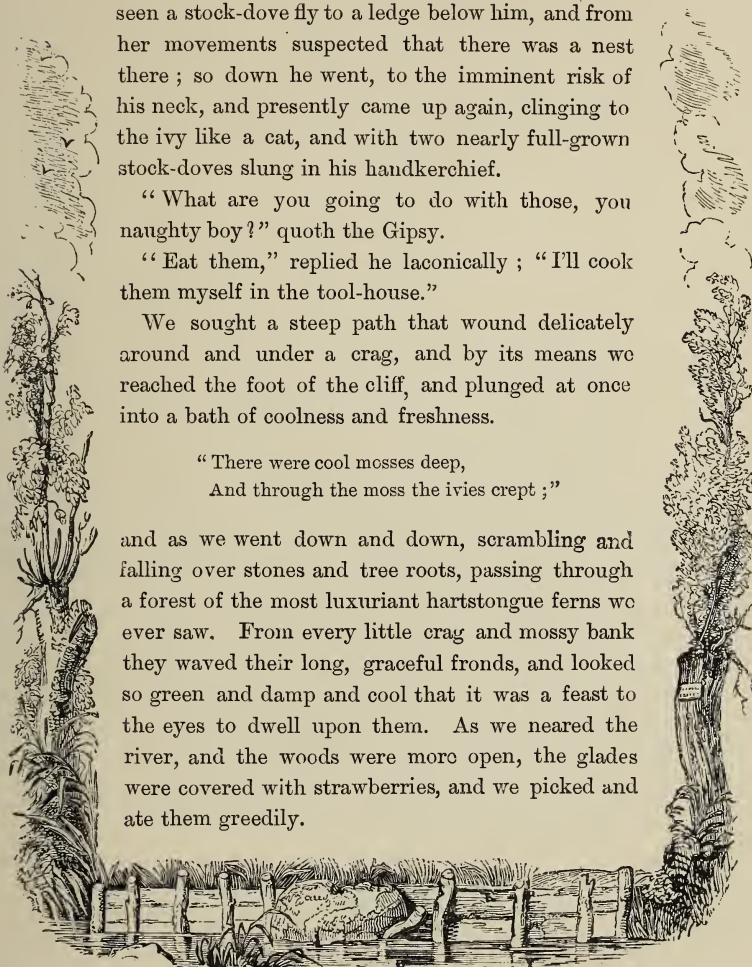 seen a stock-dove fly to a ledge below him, and from
her movements suspected that there was a nest
there ; so down he went, to the imminent risk of
his neck, and presently came up again, clinging to
the ivy like a cat, and with two nearly full-grown
stock-doves slung in his handkerchief.
“ What are you going to do with those, you
naughty boy ? ” quoth the Gipsy.
“ Eat them,” replied he laconically ; “ I’ll cook
them myself in the tool-house.”
We sought a steep path that wound delicately
around and under a crag, and by its means we
reached the foot of the cliff, and plunged at once
into a bath of coolness and freshness.
“ There were cool mosses deep,
And through the moss the ivies crept ; ”
and as we went down and down, scrambling and
falling over stones and tree roots, passing through
a forest of the most luxuriant hartstongue ferns we
ever saw. From every little crag and mossy bank
they waved their long, graceful fronds, and looked
so green and damp and cool that it was a feast to
the eyes to dwell upon them. As we neared the
river, and the woods were more open, the glades
were covered with strawberries, and we picked and
ate them greedily.